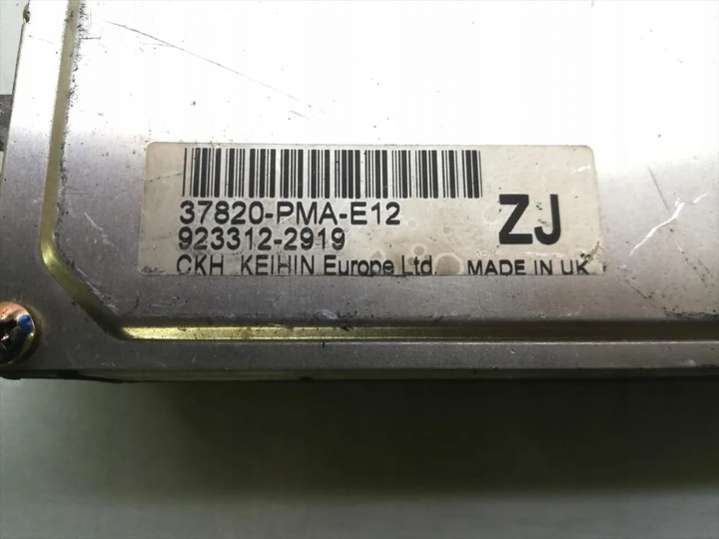 37820-PMA-E12
923312-2919
ZJ
CKH KEIHIN Europe Ltd. MADE IN UK